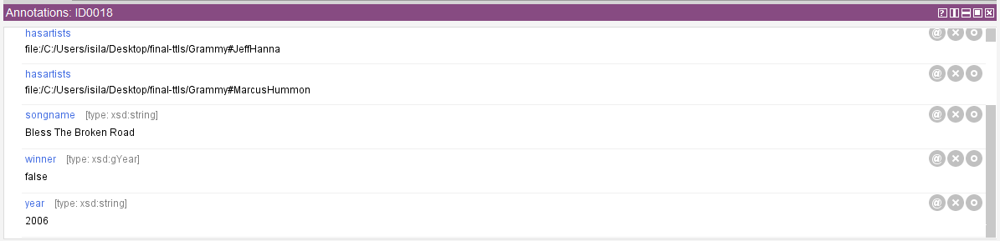 Annotations: ID0018
hasartists
file:/C:/Users/isila/Desktop/final-ttls/Grammy#JeffHanna
hasartists
file:/C:/Users/isila/Desktop/final-ttls/Grammy#MarcusHummon
songname [type: xsd:string]
Bless The Broken Road
winner [type: xsd:gYear]
false
year [type: xsd:string]
2006